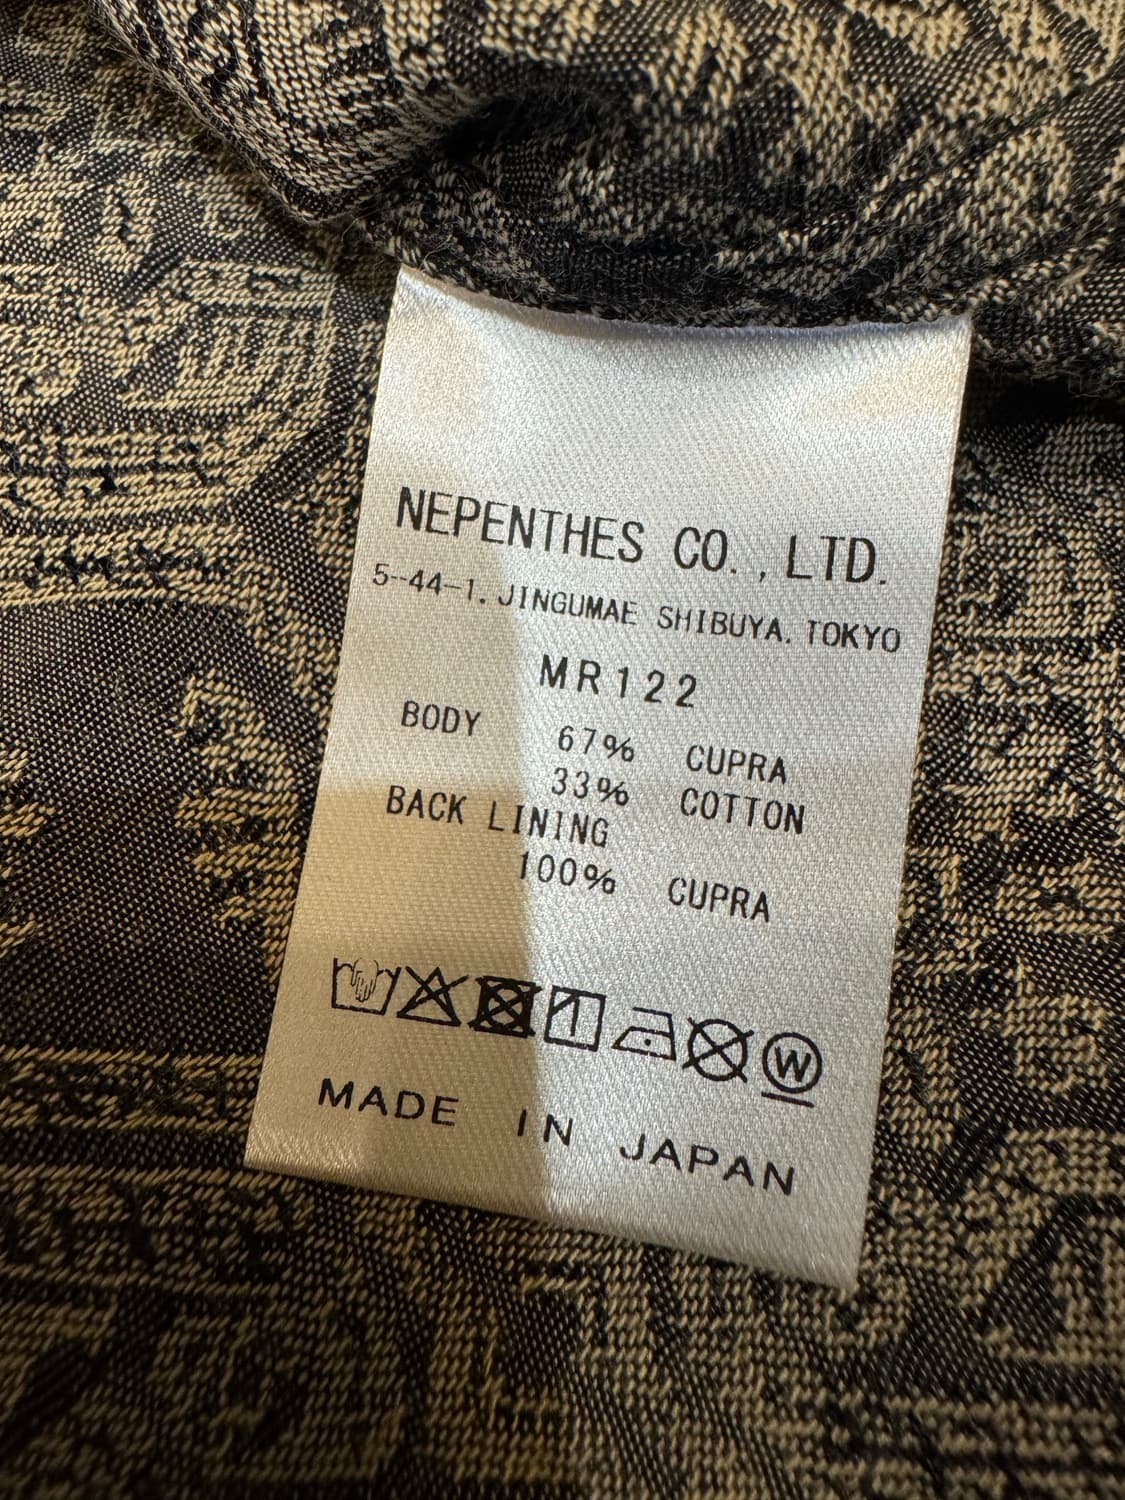 NEPENTHES CO., LTD.
5-44-1. JINGUMAE SHIBUYA. TOKYO
MR122
BODY 67% CUPRA
33% COTTON
BACK LINING
100% CUPRA
W
MADE IN JAPAN